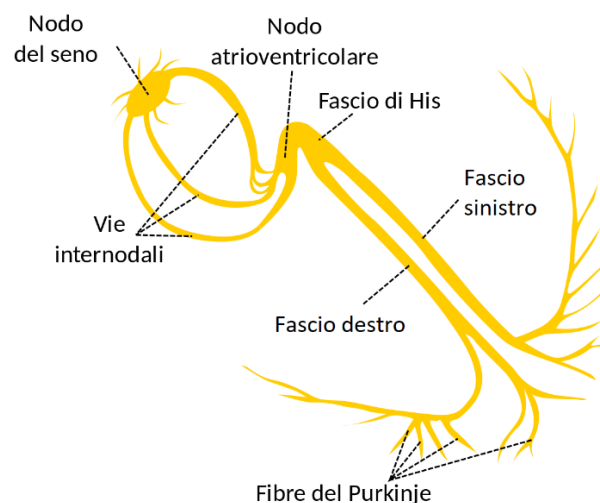 Nodo
del seno
Nodo
atrioventricolare
Fascio di His
Fascio
sinistro
Vie
internodali
Fascio destro
Fibre del Purkinje